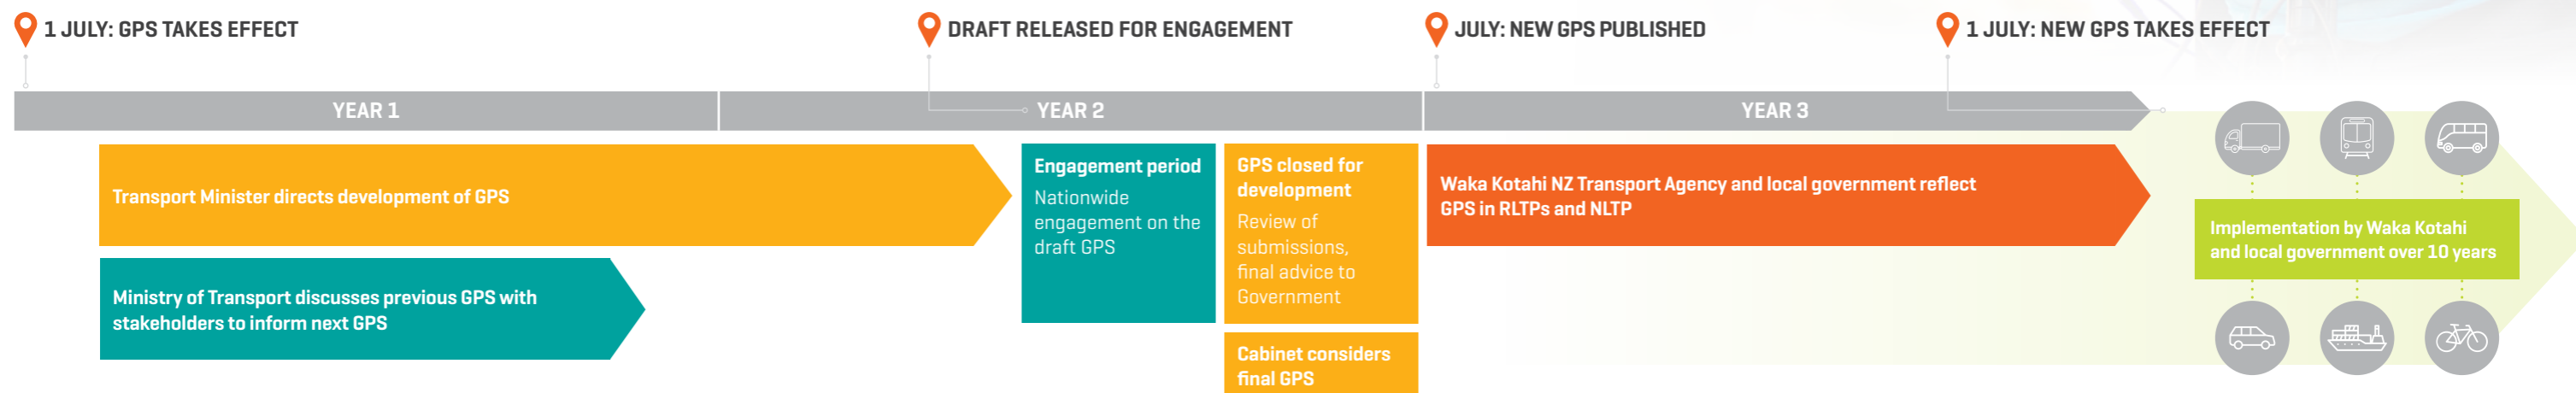 1 JULY: GPS TAKES EFFECT
DRAFT RELEASED FOR ENGAGEMENT
JULY: NEW GPS PUBLISHED
1 JULY: NEW GPS TAKES EFFECT
YEAR 1
YEAR 2
YEAR 3
Transport Minister directs development of GPS
Ministry of Transport discusses previous GPS with
stakeholders to inform next GPS
Engagement period
Nationwide
engagement on the
draft GPS
GPS closed for
development
Review of
submissions,
final advice to
Government
Cabinet considers
final GPS
Waka Kotahi NZ Transport Agency and local government reflect
GPS in RLTPs and NLTP
Implementation by Waka Kotahi
and local government over 10 years